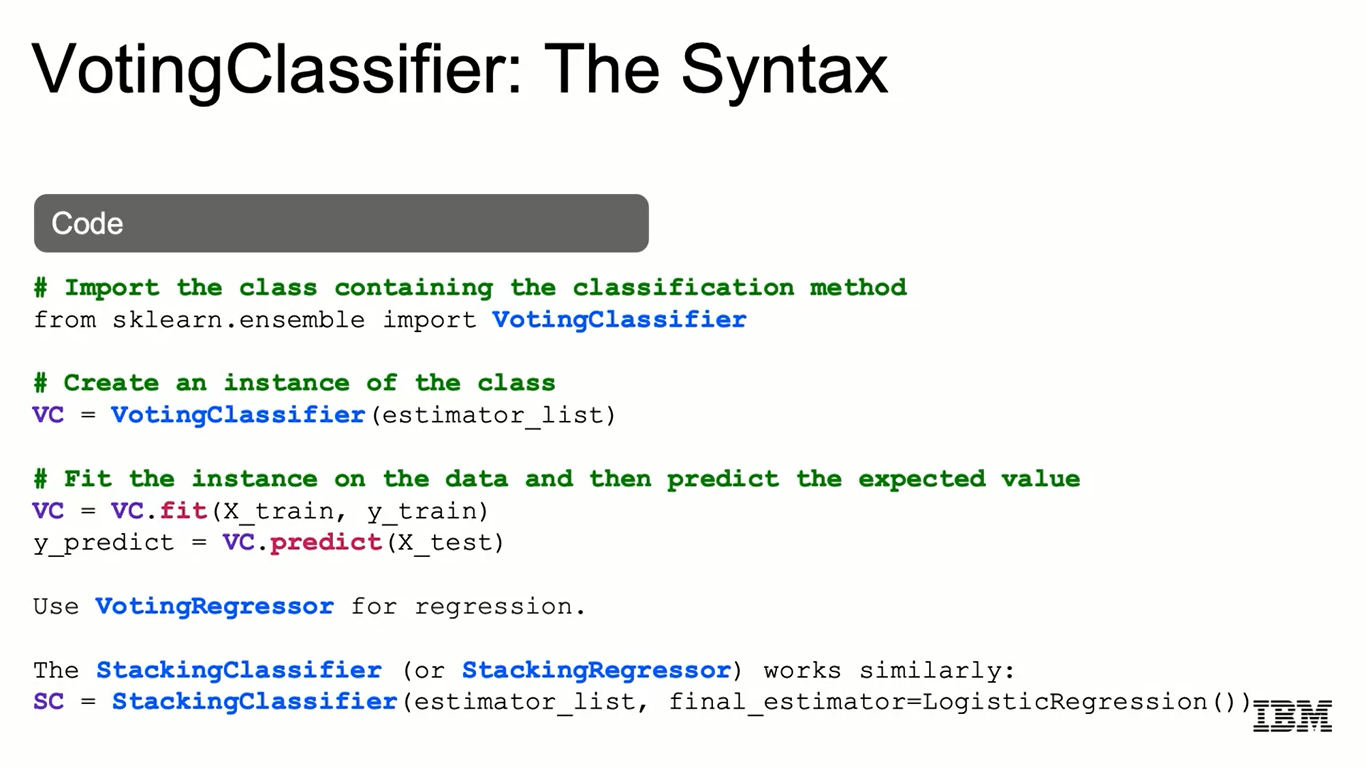 VotingClassifier: The Syntax
Code
# Import the class containing the classification method
from sklearn.ensemble import VotingClassifier
# Create an instance of the class
VC = VotingClassifier(estimator_list)
# Fit the instance on the data and then predict the expected value
VC = VC.fit(X_train, y_train)
y_predict = VC.predict(X_test)
Use VotingRegressor for regression.
The StackingClassifier (or StackingRegressor) works similarly:
SC = StackingClassifier(estimator_list, final_estimator=LogisticRegression())
IBM